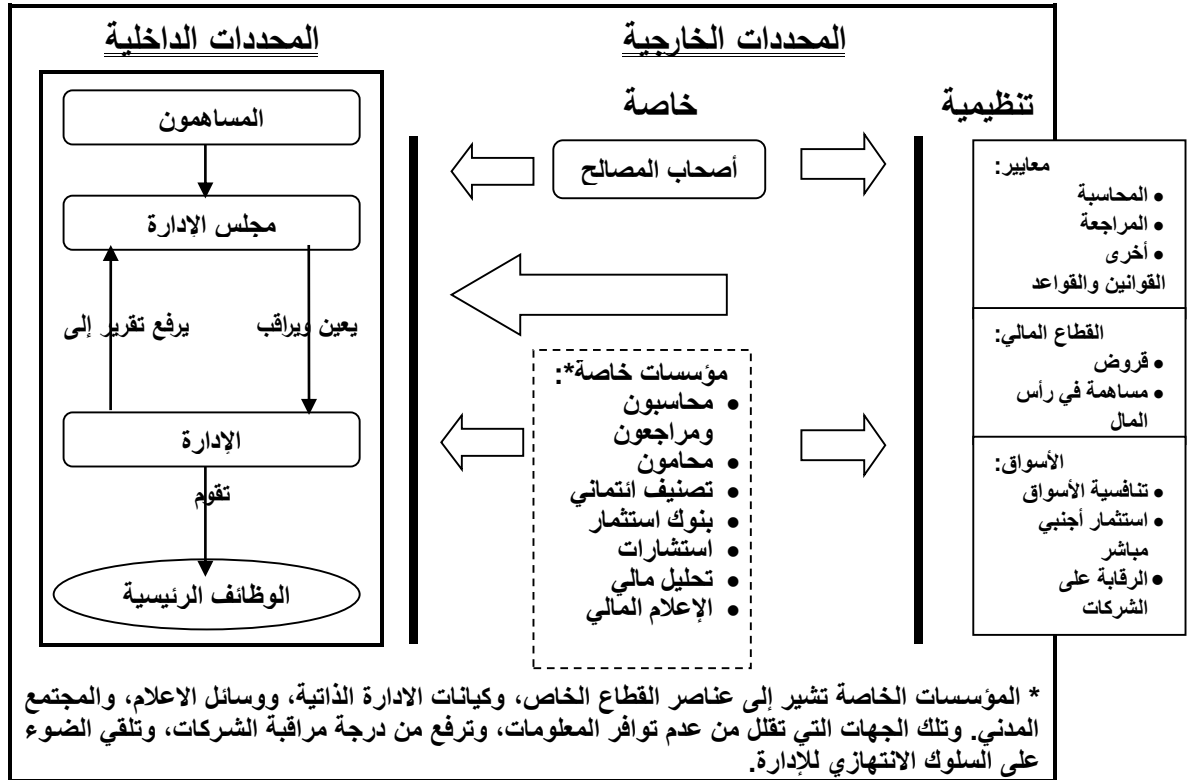 المحددات الخارجية
المحددات الداخلية
تنظيمية
خاصة
معايير:
• المحاسبة
• المراجعة
• أخرى
القوانين والقواعد
القطاع المالي:
• قروض
• مساهمة في رأس
المال
الأسواق:
• تنافسية الأسواق
• استثمار أجنبي
مباشر
• الرقابة على
الشركات
أصحاب المصالح
مؤسسات خاصة*:
• محاسبون
ومراجعون
• محامون
• تصنيف ائتماني
• بنوك استثمار
• استشارات
• تحليل مالي
• الإعلام المالي
المساهمون
مجلس الإدارة
يعين ويراقب
يرفع تقرير إلى
الإدارة
تقوم
الوظائف الرئيسية
* المؤسسات الخاصة تشير إلى عناصر القطاع الخاص، وكيانات الادارة الذاتية، ووسائل الاعلام، والمجتمع
المدني. وتلك الجهات التي تقلل من عدم توافر المعلومات، وترفع من درجة مراقبة الشركات، وتلقي الضوء
على السلوك الانتهازي للإدارة.